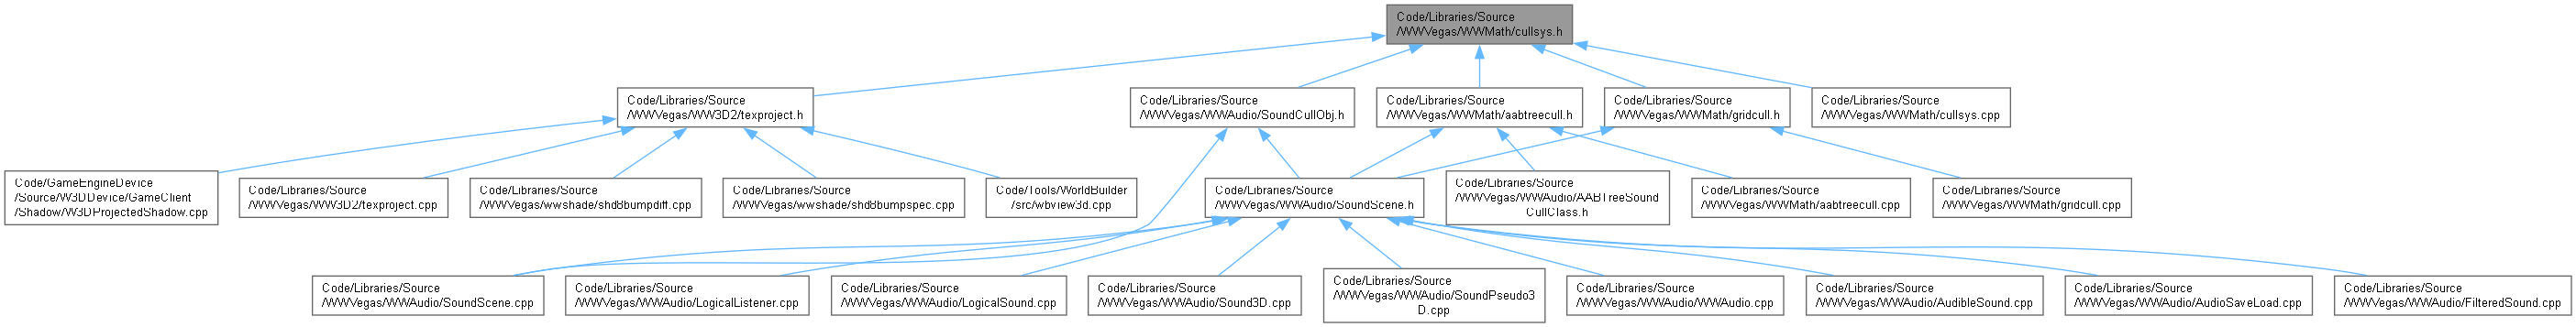 Code/Libraries/Source
/WWVegas/WWMath/cullsys.h
Code/Libraries/Source
/WWVegas/WW3D2/texproject.h
Code/Libraries/Source
/WWVegas/WWAudio/SoundCullObj.h
Code/Libraries/Source
/WWVegas/WWMath/aabtreecull.h
Code/Libraries/Source
/WWVegas/WWMath/gridcull.h
Code/Libraries/Source
/WWVegas/WWMath/cullsys.cpp
Code/GameEngineDevice
/Source/W3DDevice/GameClient
/Shadow/W3DProjectedShadow.cpp
Code/Libraries/Source
/WWVegas/WW3D2/texproject.cpp
Code/Libraries/Source
/WWVegas/wwshade/shd6bumpdiff.cpp
Code/Libraries/Source
/WWVegas/wwshade/shd6bumpspec.cpp
Code/Tools/WorldBuilder
/src/wbview3d.cpp
Code/Libraries/Source
/WWVegas/WWAudio/SoundScene.h
Code/Libraries/Source
/WWVegas/WWAudio/AABTreeSound
CullClass.h
Code/Libraries/Source
/WWVegas/WWMath/aabtreecull.cpp
Code/Libraries/Source
/WWVegas/WWMath/gridcull.cpp
Code/Libraries/Source
/WWVegas/WWAudio/SoundScene.cpp
Code/Libraries/Source
/WWVegas/WWAudio/LogicalListener.cpp
Code/Libraries/Source
/WWVegas/WWAudio/LogicalSound.cpp
Code/Libraries/Source
/WWVegas/WWAudio/Sound3D.cpp
Code/Libraries/Source
/WWVegas/WWAudio/SoundPseudo3
D.cpp
Code/Libraries/Source
/WWVegas/WWAudio/WWAudio.cpp
Code/Libraries/Source
/WWVegas/WWAudio/AudibleSound.cpp
Code/Libraries/Source
/WWVegas/WWAudio/AudioSaveLoad.cpp
Code/Libraries/Source
/WWVegas/WWAudio/FilteredSound.cpp